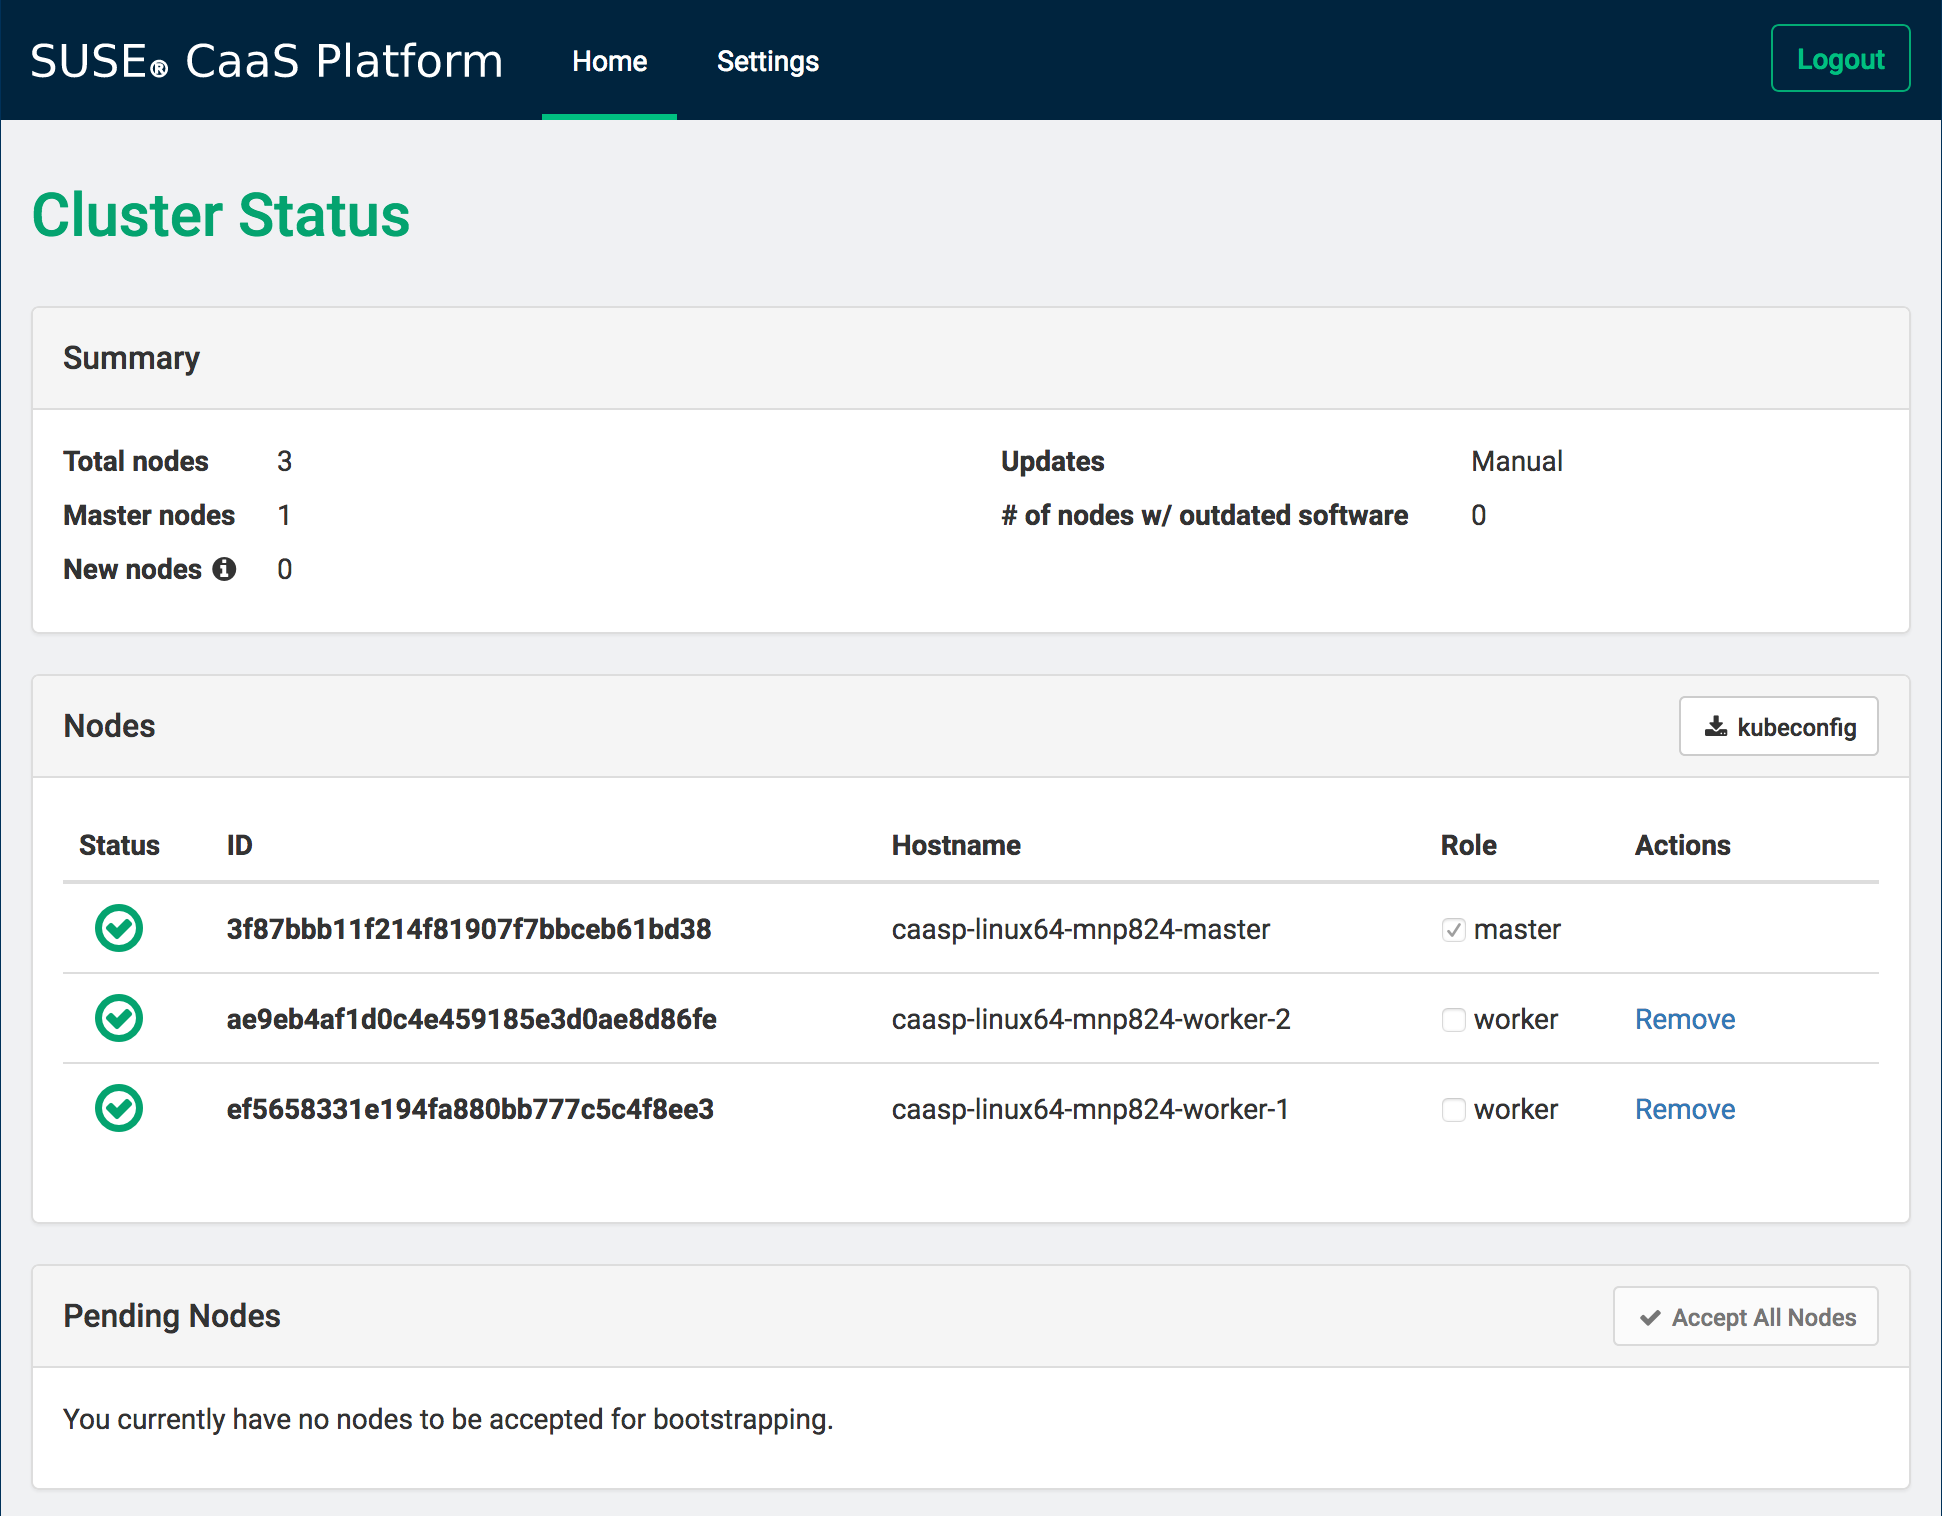 SUSE® CaaS Platform Home Settings Logout
Cluster Status
Summary
Total nodes 3 Updates Manual
Master nodes 1 # of nodes w/ outdated software 0
New nodes 0
Nodes kubeconfig
Status ID Hostname Role Actions
3f87bbb11f214f81907f7bbceb61bd38 caasp-linux64-mnp824-master master
ae9eb4af1d0c4e459185e3d0ae8d86fe caasp-linux64-mnp824-worker-2 worker Remove
ef5658331e194fa880bb777c5c4f8ee3 caasp-linux64-mnp824-worker-1 worker Remove
Pending Nodes Accept All Nodes
You currently have no nodes to be accepted for bootstrapping.